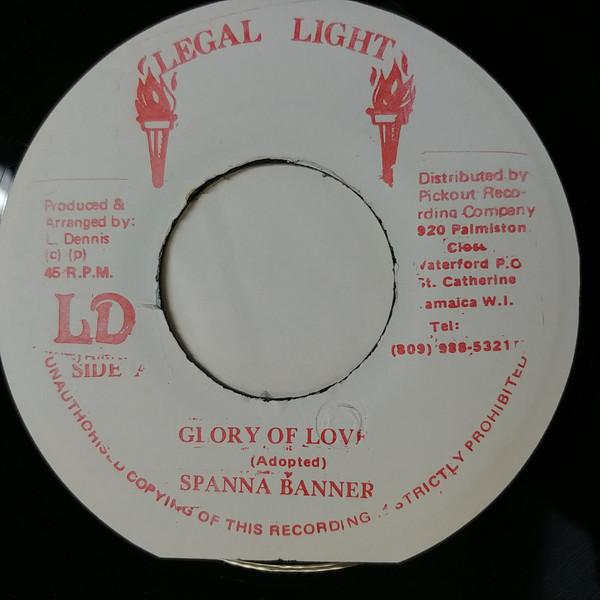 LEGAL LIGHT
Produced &
Arranged by:
L. Dennis
(c) (p)
45 R.P.M.
LD
SIDE A
Distributed by
Pickout Reco-
rding Company
920 Palmiston
Close
Waterford P.O
St. Catherine
Jamaica W.I.
Tel:
(809) 988-5321
GLORY OF LOVE
(Adopted)
SPANNA BANNER
UNAUTHORISED COPYING OF THIS RECORDING STRICTLY PROHIBITED